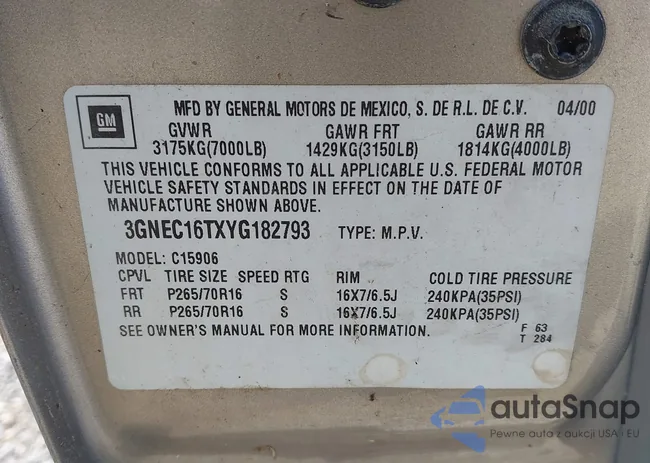 GM
MFD BY GENERAL MOTORS DE MEXICO, S. DE R.L. DE C.V. 04/00
GVWR GAWR FRT GAWR RR
3175KG(7000LB) 1429KG(3150LB) 1814KG(4000LB)
THIS VEHICLE CONFORMS TO ALL APPLICABLE U.S. FEDERAL MOTOR
VEHICLE SAFETY STANDARDS IN EFFECT ON THE DATE OF
MANUFACTURE SHOWN ABOVE.
3GNEC16TXYG182793 TYPE: M.P.V.
MODEL: C15906
CPVL TIRE SIZE SPEED RTG RIM COLD TIRE PRESSURE
FRT P265/70R16 S 16X7/6.5J 240KPA(35PSI)
RR P265/70R16 S 16X7/6.5J 240KPA(35PSI)
SEE OWNER'S MANUAL FOR MORE INFORMATION. F 63
T 284
autaSnap
Pewne auta z aukcji USA i EU